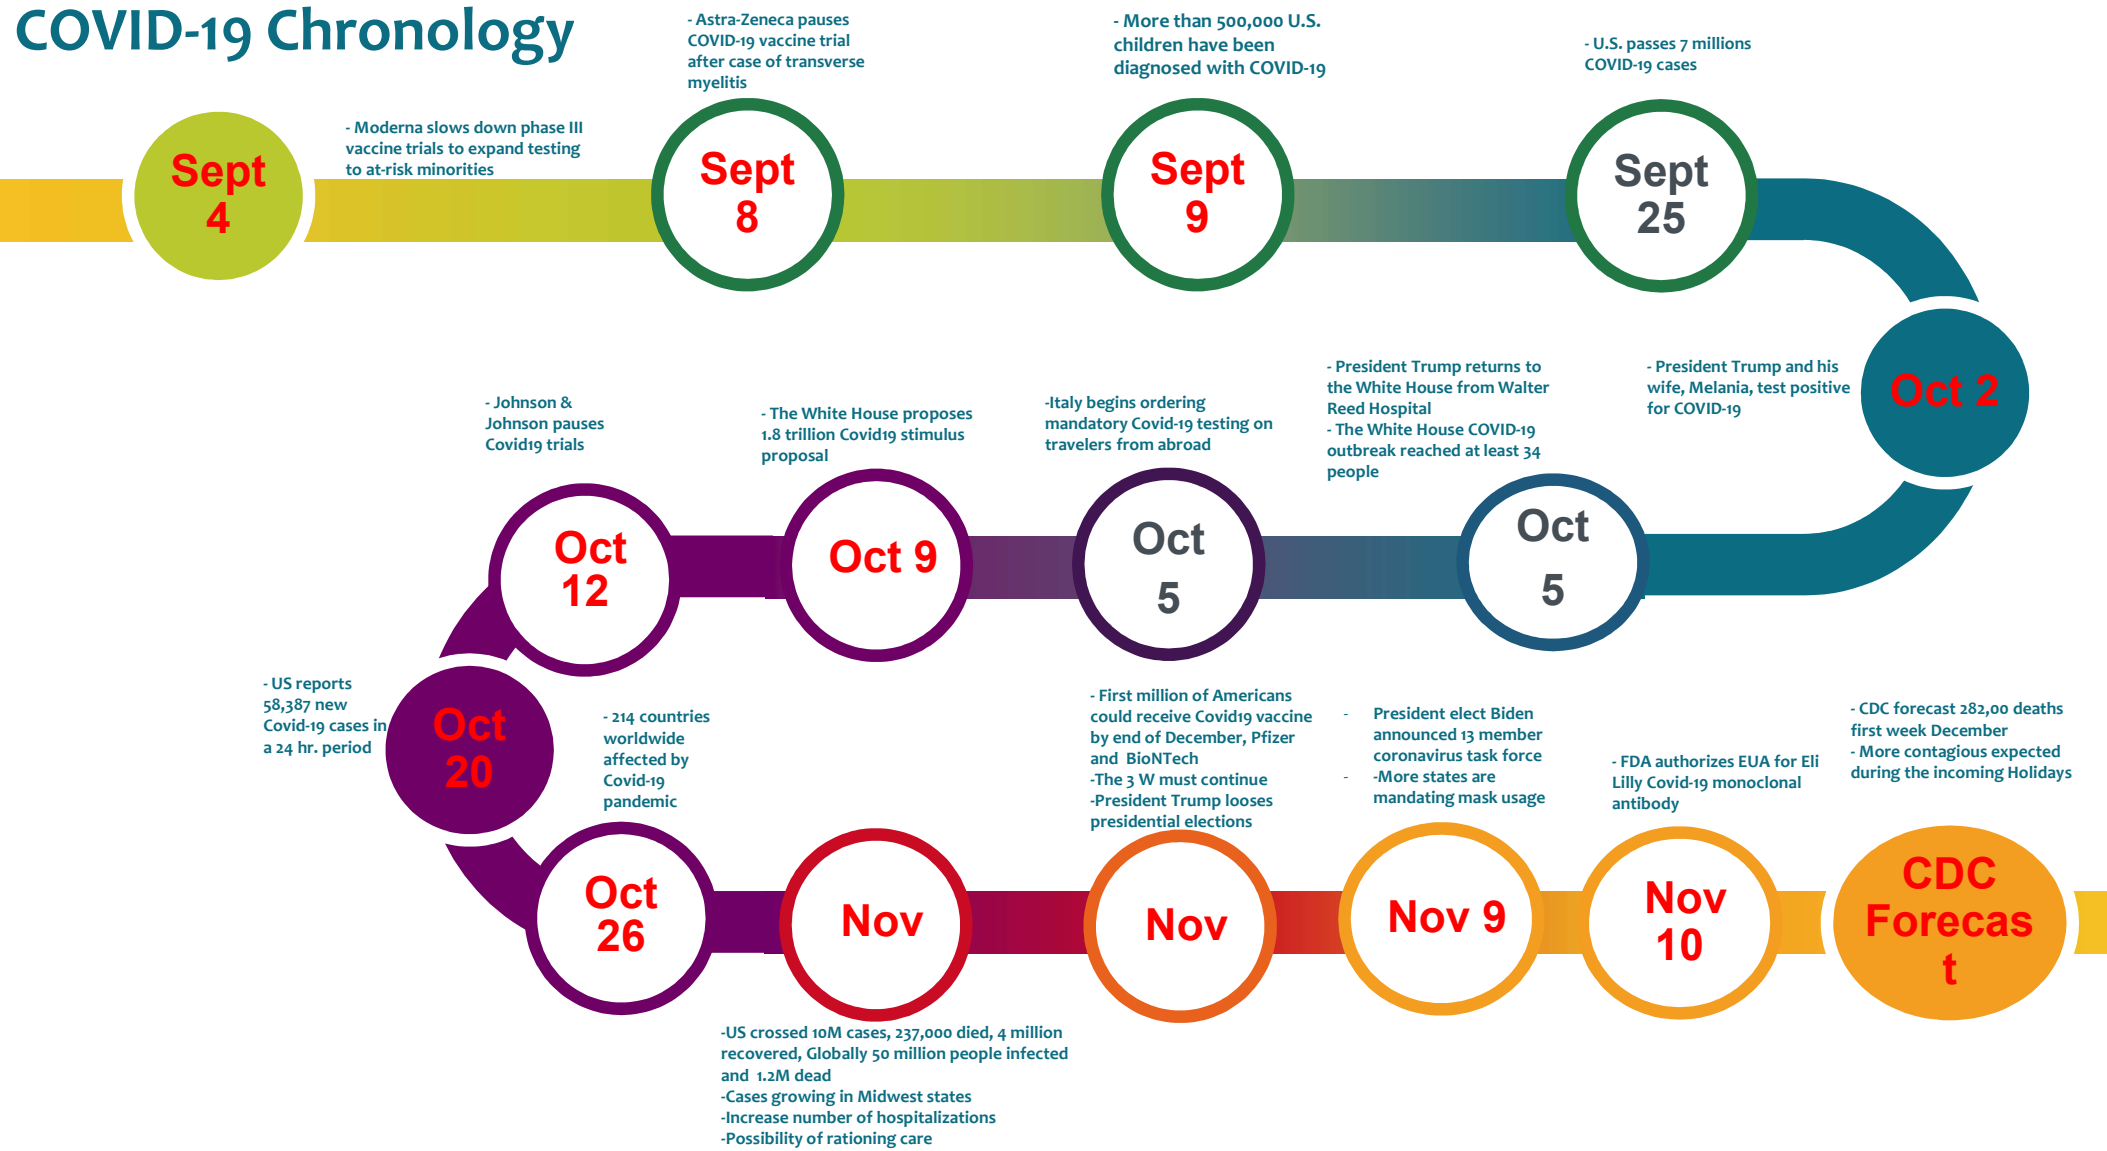 COVID-19 Chronology
- Astra-Zeneca pauses
COVID-19 vaccine trial
after case of transverse
myelitis
- More than 500,000 U.S.
children have been
diagnosed with COVID-19
- U.S. passes 7 millions
COVID-19 cases
- Moderna slows down phase III
vaccine trials to expand testing
to at-risk minorities
Sept
4
Sept
8
Sept
9
Sept
25
- President Trump and his
wife, Melania, test positive
for COVID-19
Oct 2
- President Trump returns to
the White House from Walter
Reed Hospital
- The White House COVID-19
outbreak reached at least 34
people
Oct
5
-Italy begins ordering
mandatory Covid-19 testing on
travelers from abroad
Oct
5
- The White House proposes
1.8 trillion Covid19 stimulus
proposal
Oct 9
- Johnson &
Johnson pauses
Covid19 trials
Oct
12
- US reports
58,387 new
Covid-19 cases in
a 24 hr. period
Oct
20
- 214 countries
worldwide
affected by
Covid-19
pandemic
Oct
26
Nov
-US crossed 10M cases, 237,000 died, 4 million
recovered, Globally 50 million people infected
and 1.2M dead
-Cases growing in Midwest states
-Increase number of hospitalizations
-Possibility of rationing care
- First million of Americans
could receive Covid19 vaccine
by end of December, Pfizer
and BioNTech
-The 3 W must continue
-President Trump looses
presidential elections
Nov
- President elect Biden
announced 13 member
coronavirus task force
- -More states are
mandating mask usage
Nov 9
- FDA authorizes EUA for Eli
Lilly Covid-19 monoclonal
antibody
Nov
10
- CDC forecast 282,00 deaths
first week December
- More contagious expected
during the incoming Holidays
CDC
Forecas
t